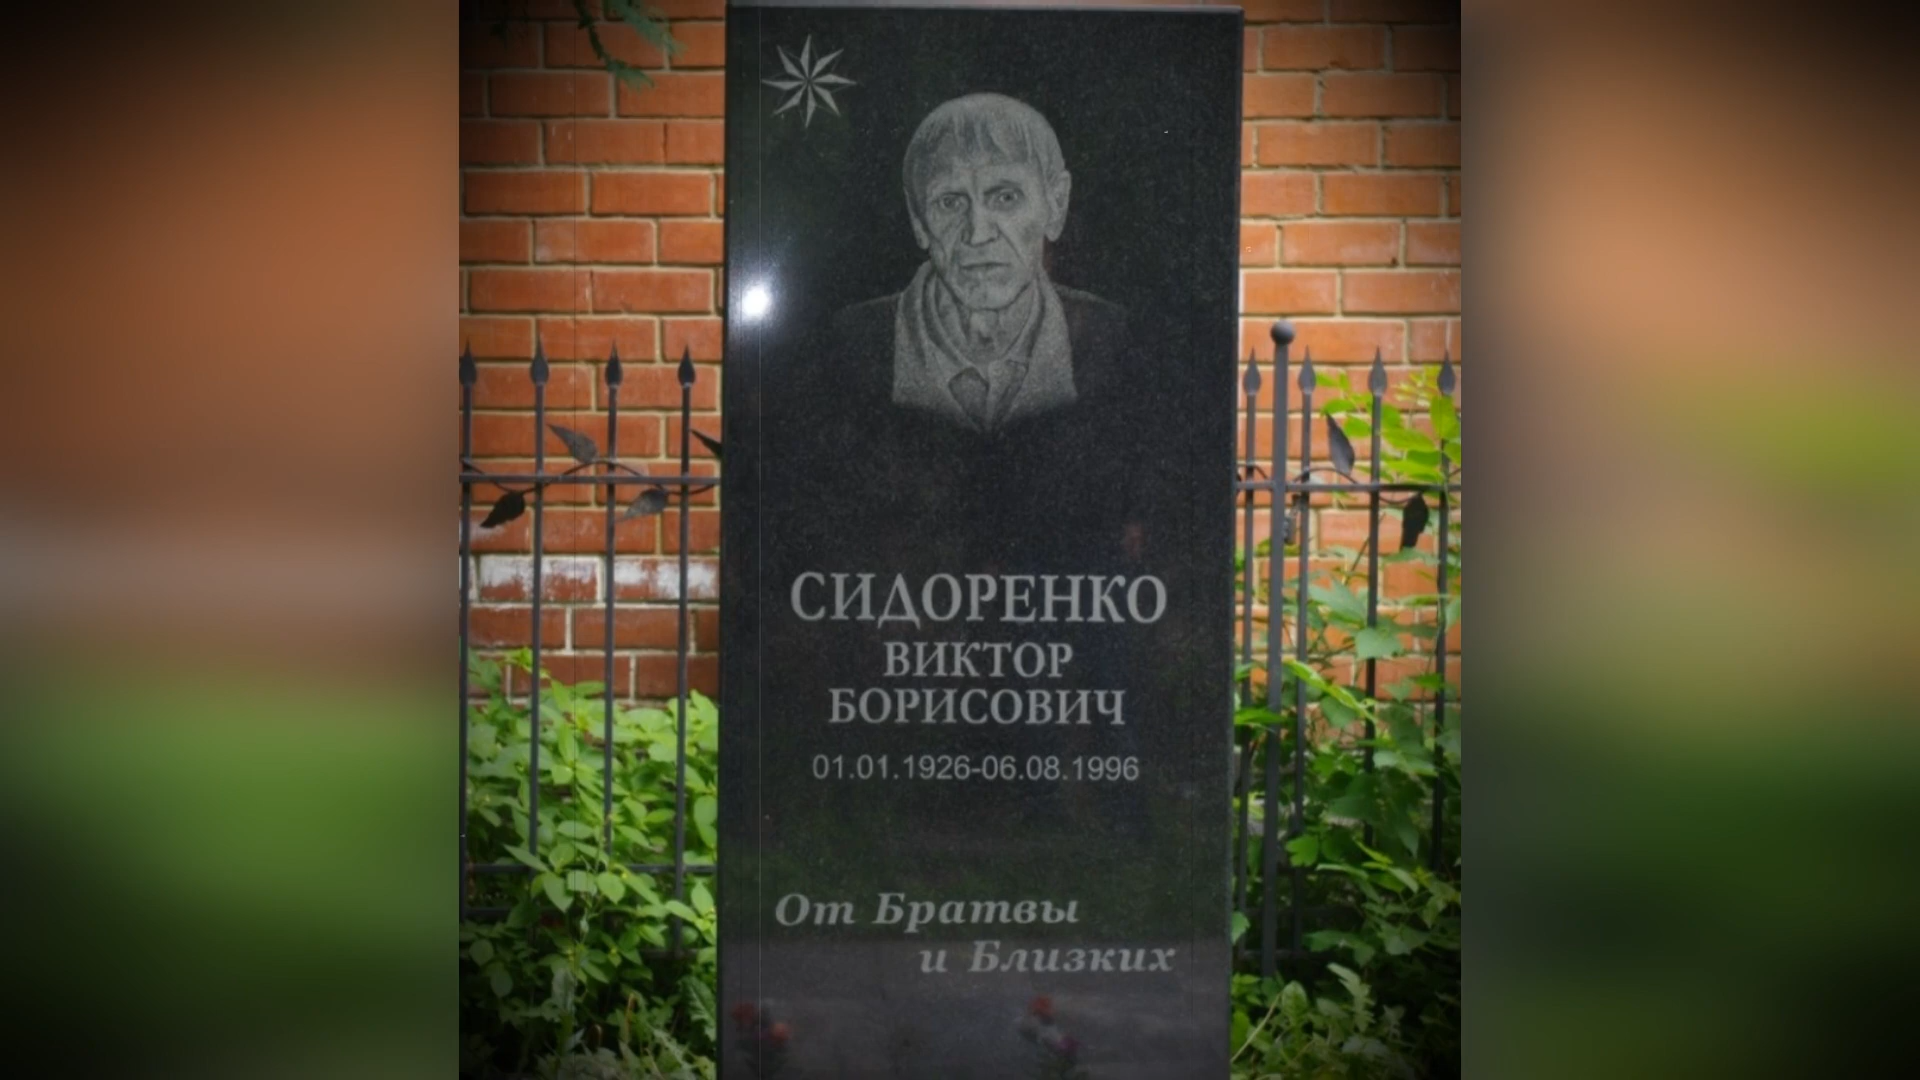 СИДОРЕНКО
ВИКТОР
БОРИСОВИЧ
01.01.1926-06.08.1996
От Братвы
и Близких